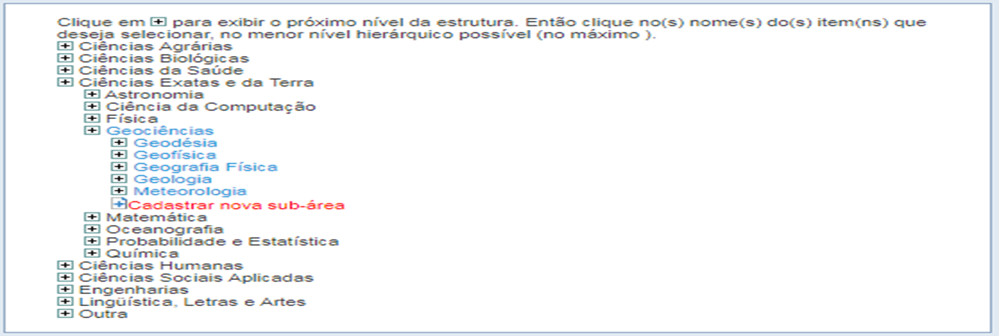 Clique em + para exibir o próximo nível da estrutura. Então clique no(s) nome(s) do(s) item(ns) que
deseja selecionar, no menor nível hierárquico possível (no máximo ).
+ Ciências Agrárias
+ Ciências Biológicas
+ Ciências da Saúde
+ Ciências Exatas e da Terra
+ Astronomia
+ Ciência da Computação
+ Física
+ Geociências
+ Geodésia
+ Geofísica
+ Geografia Física
+ Geologia
+ Meteorologia
+ Cadastrar nova sub-área
+ Matemática
+ Oceanografia
+ Probabilidade e Estatística
+ Química
+ Ciências Humanas
+ Ciências Sociais Aplicadas
+ Engenharias
+ Lingüística, Letras e Artes
+ Outra